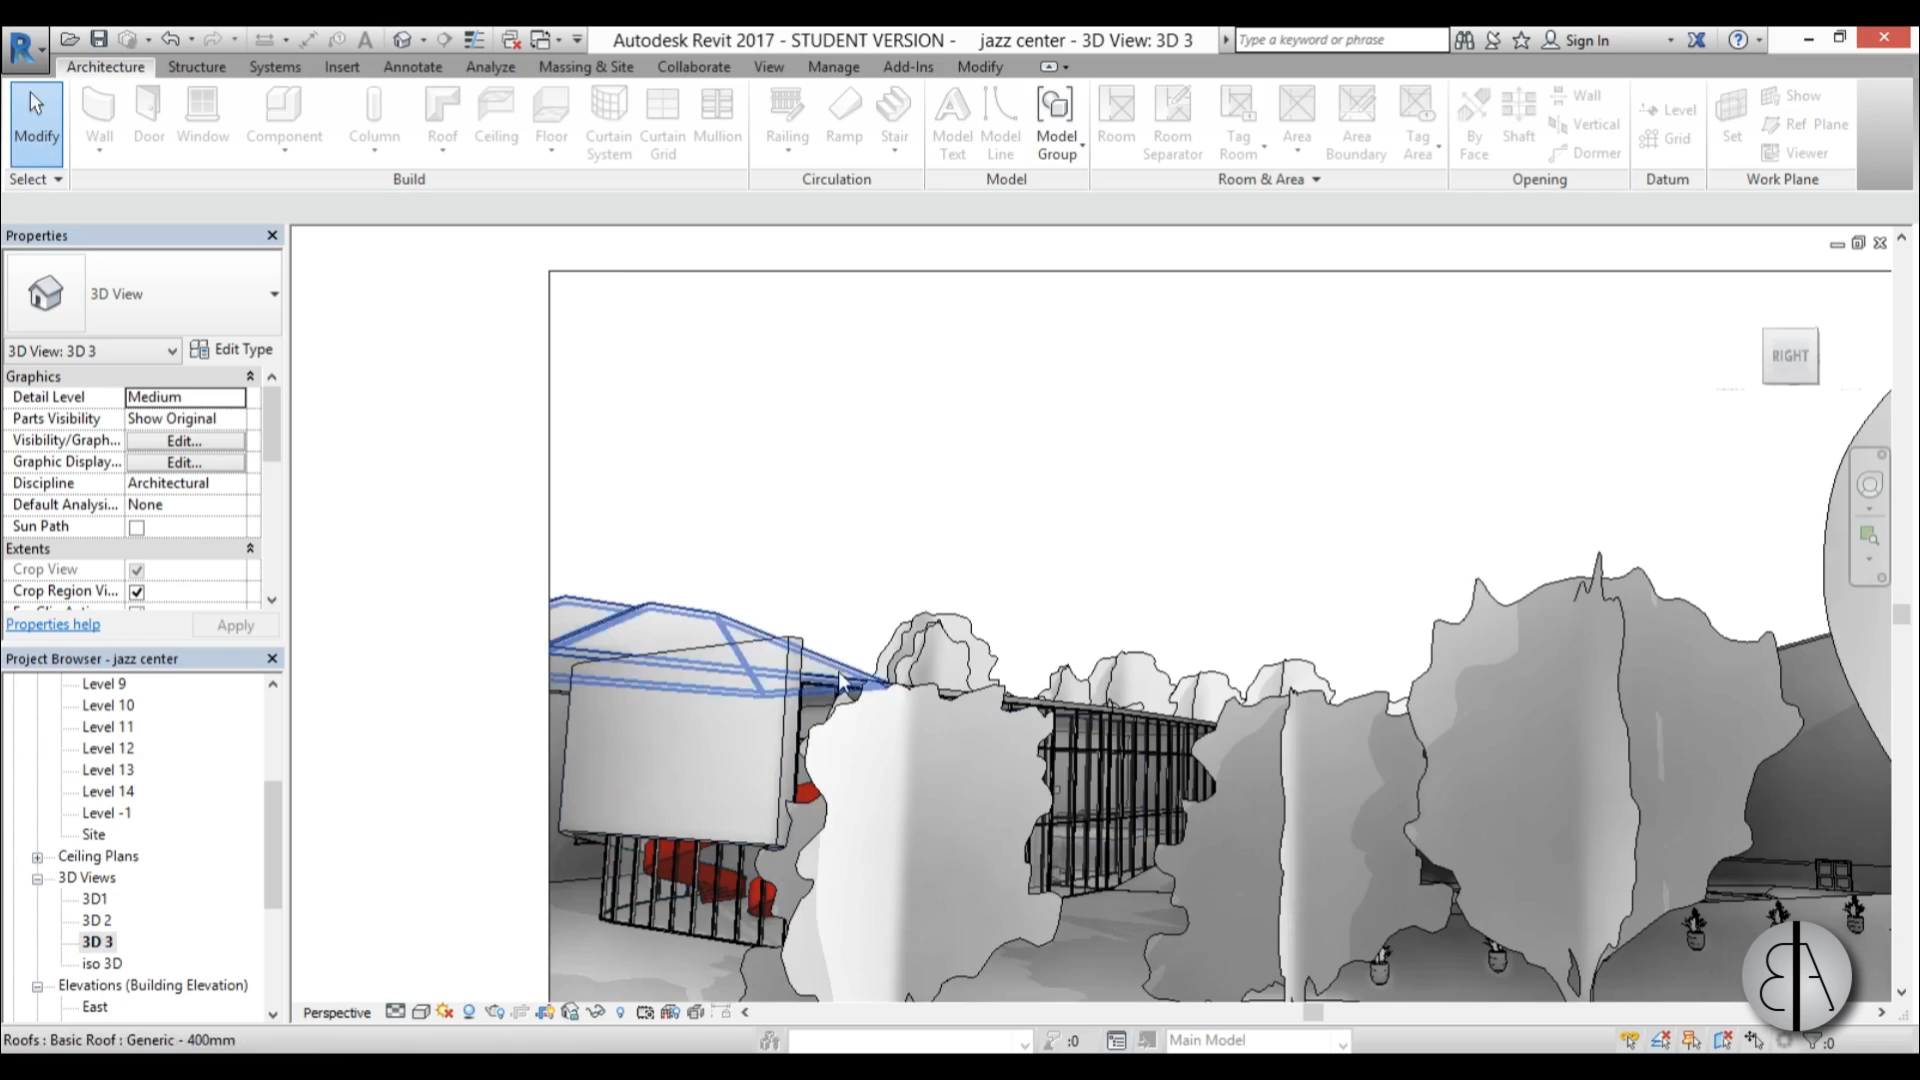 Autodesk Revit 2017 - STUDENT VERSION - jazz center - 3D View: 3D 3
Type a keyword or phrase
Sign In
Architecture Structure Systems Insert Annotate Analyze Massing & Site Collaborate View Manage Add-Ins Modify
Modify
Wall
Door
Window
Component
Column
Roof
Ceiling
Floor
Curtain System
Curtain Grid
Mullion
Railing
Ramp
Stair
Model Text
Model Line
Model Group
Room
Room Separator
Tag Room
Area
Area Boundary
Tag Area
By Face
Shaft
Wall
Vertical
Dormer
Level
Grid
Set
Show
Ref Plane
Viewer
Select Build Circulation Model Room & Area Opening Datum Work Plane
Properties
3D View
3D View: 3D 3 Edit Type
Graphics
Detail Level Medium
Parts Visibility Show Original
Visibility/Graph... Edit...
Graphic Display... Edit...
Discipline Architectural
Default Analysi... None
Sun Path
Extents
Crop View
Crop Region Vi...
Properties help Apply
Project Browser - jazz center
Level 9
Level 10
Level 11
Level 12
Level 13
Level 14
Level -1
Site
Ceiling Plans
3D Views
3D1
3D 2
3D 3
iso 3D
Elevations (Building Elevation)
East
RIGHT
Perspective
Roofs : Basic Roof : Generic - 400mm
:0
Main Model
:0